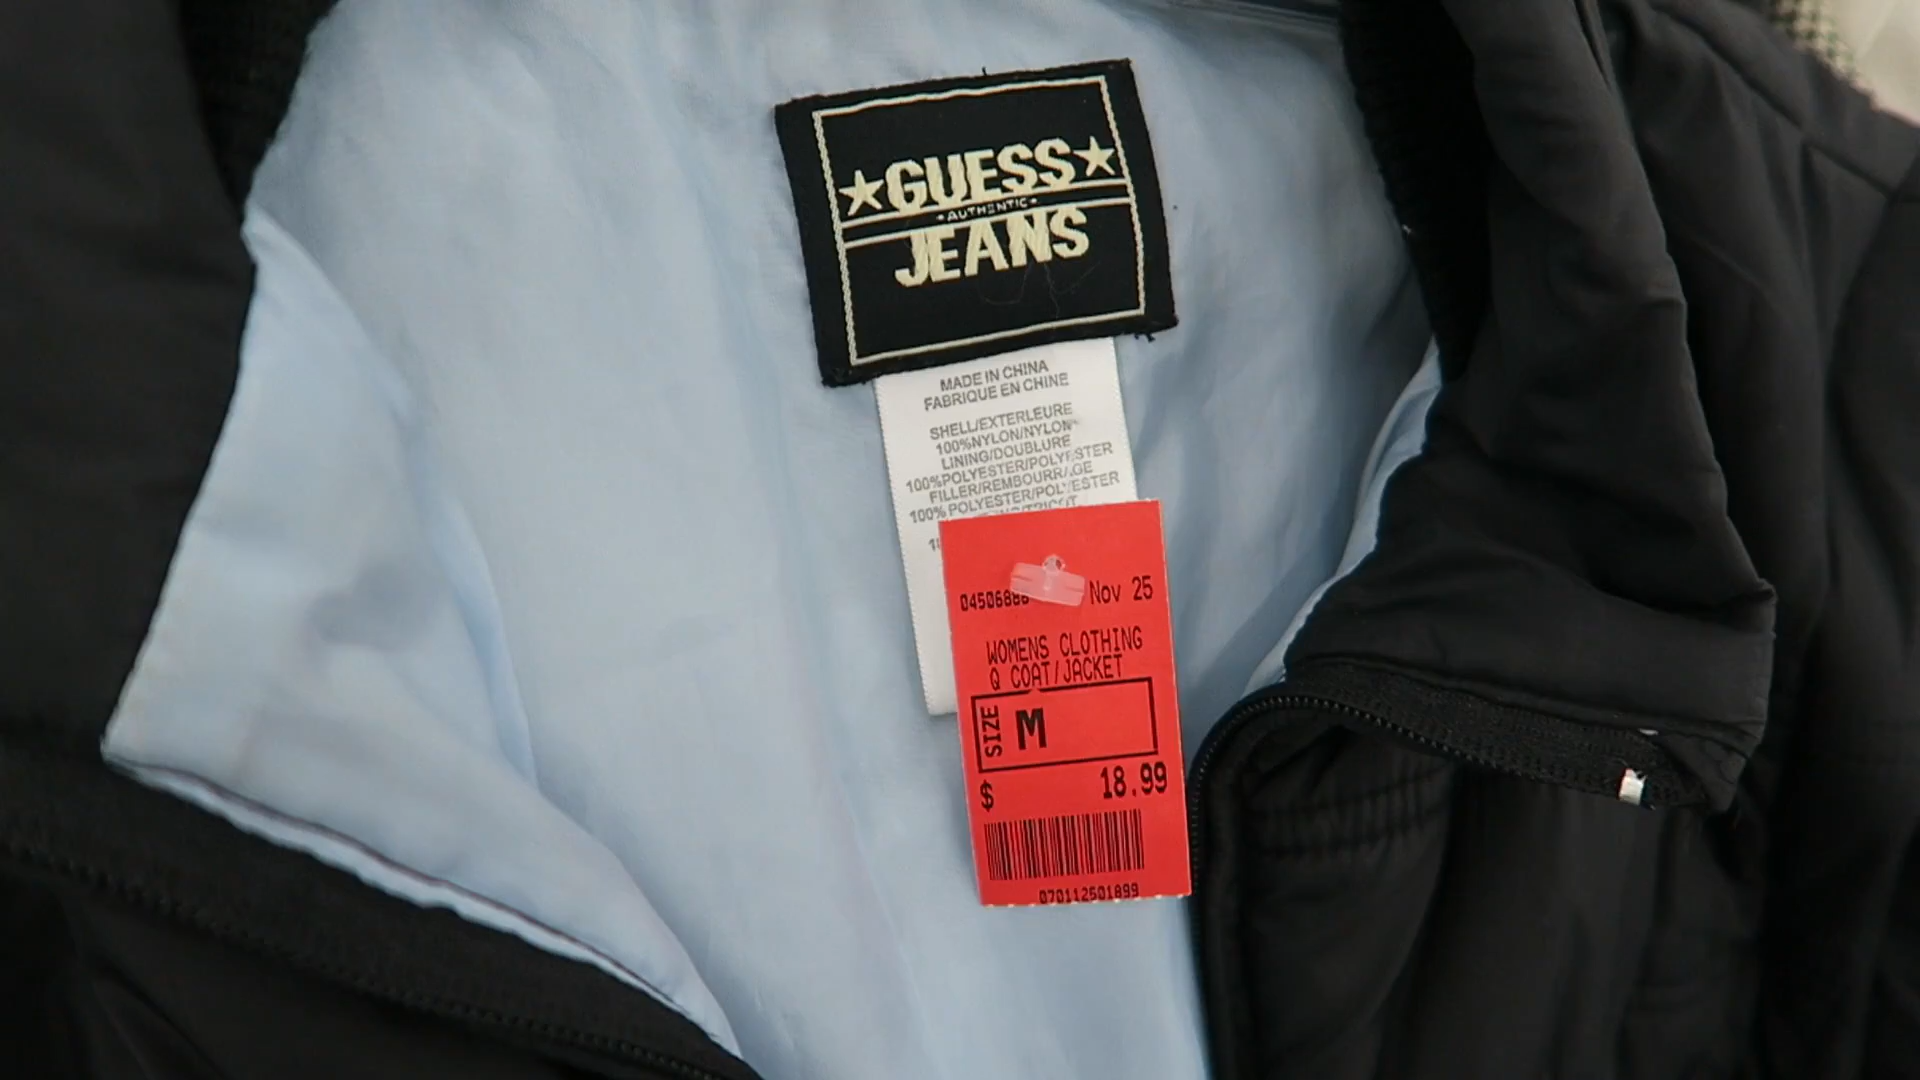 GUESS
AUTHENTIC
JEANS
MADE IN CHINA
FABRIQUE EN CHINE
SHELL/EXTERLEURE
100%NYLON/NYLON
LINING/DOUBLURE
100%POLYESTER/POLYESTER
FILLER/REMBOURRAGE
100% POLYESTER/POLYESTER
Nov 25
WOMENS CLOTHING
Q COAT/JACKET
SIZE M
$ 18.99
070112501899